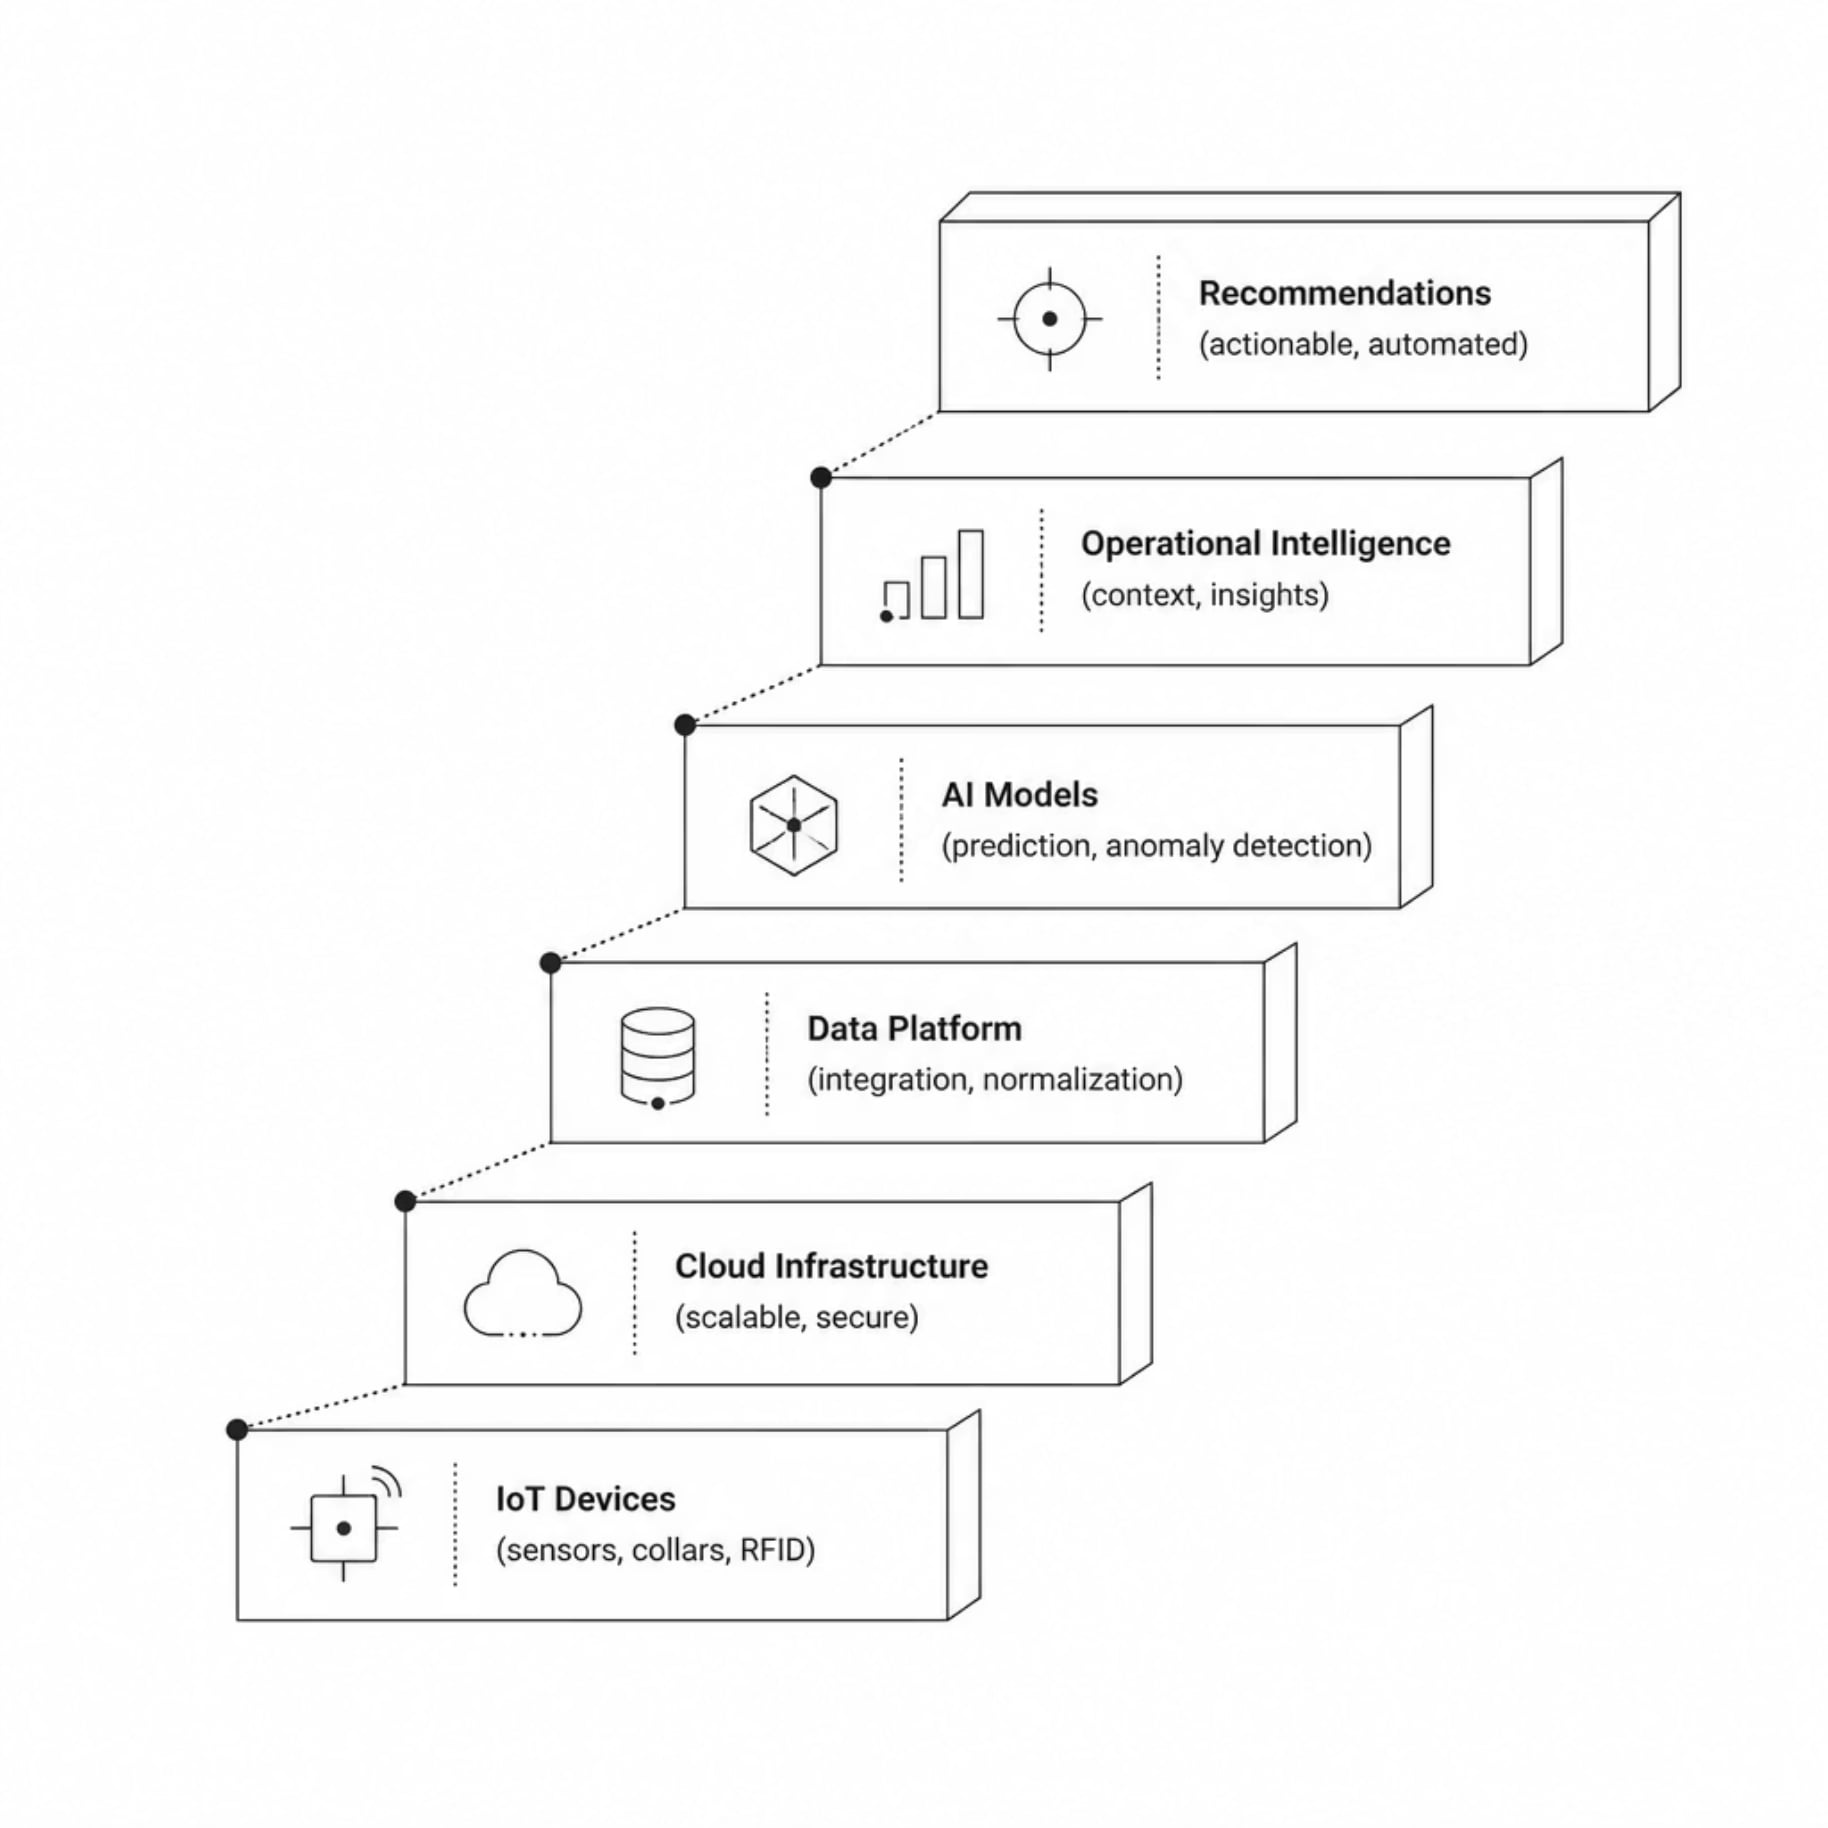 Recommendations
(actionable, automated)
Operational Intelligence
(context, insights)
AI Models
(prediction, anomaly detection)
Data Platform
(integration, normalization)
Cloud Infrastructure
(scalable, secure)
IoT Devices
(sensors, collars, RFID)